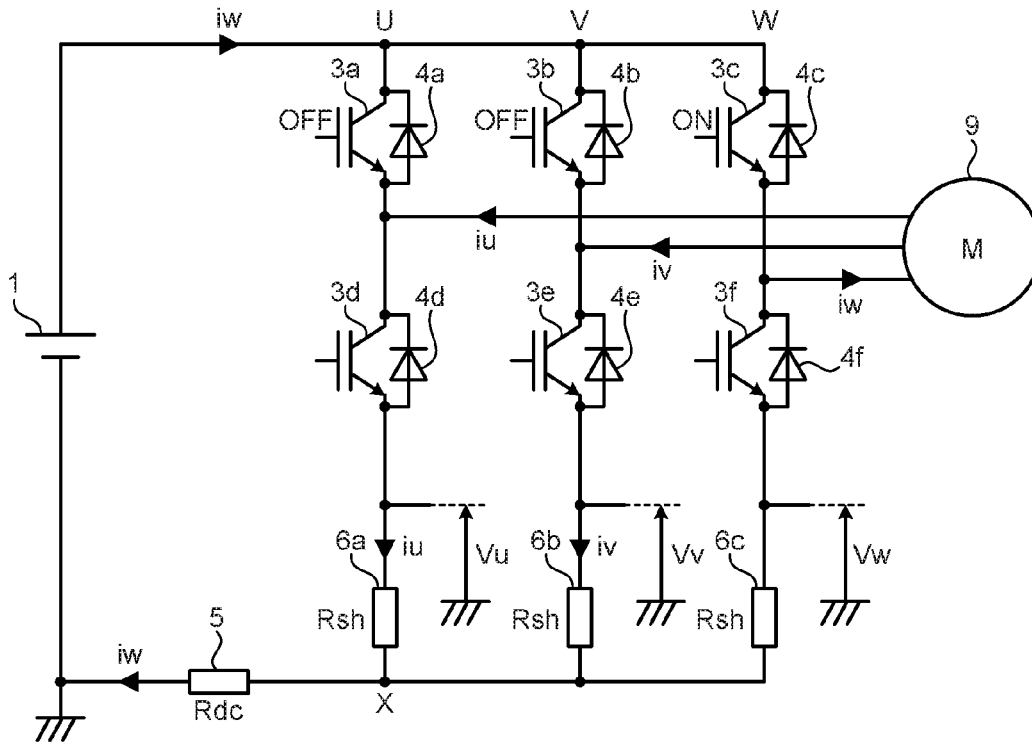 iw U V W
3a 4a 3b 4b 3c 4c
OFF OFF ON
9
iu iv M
iw
1
3d 4d 3e 4e 3f
4f
6a iu Vu 6b iv Vv 6c Vw
Rsh Rsh Rsh
5
iw
Rdc X